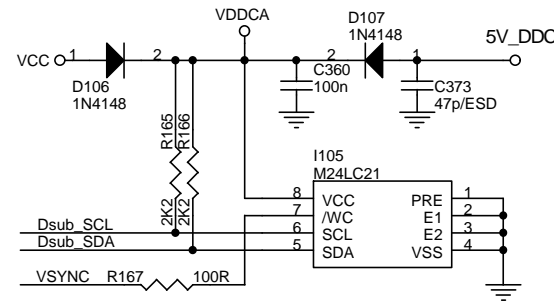 VDDCA
D107
1N4148
5V_DDC
VCC
1
2
2
1
D106
1N4148
C360
100n
C373
47p/ESD
R165
R166
2K2
2K2
I105
M24LC21
8 VCC PRE 1
7 /WC E1 2
6 SCL E2 3
5 SDA VSS 4
Dsub_SCL
Dsub_SDA
VSYNC R167 100R